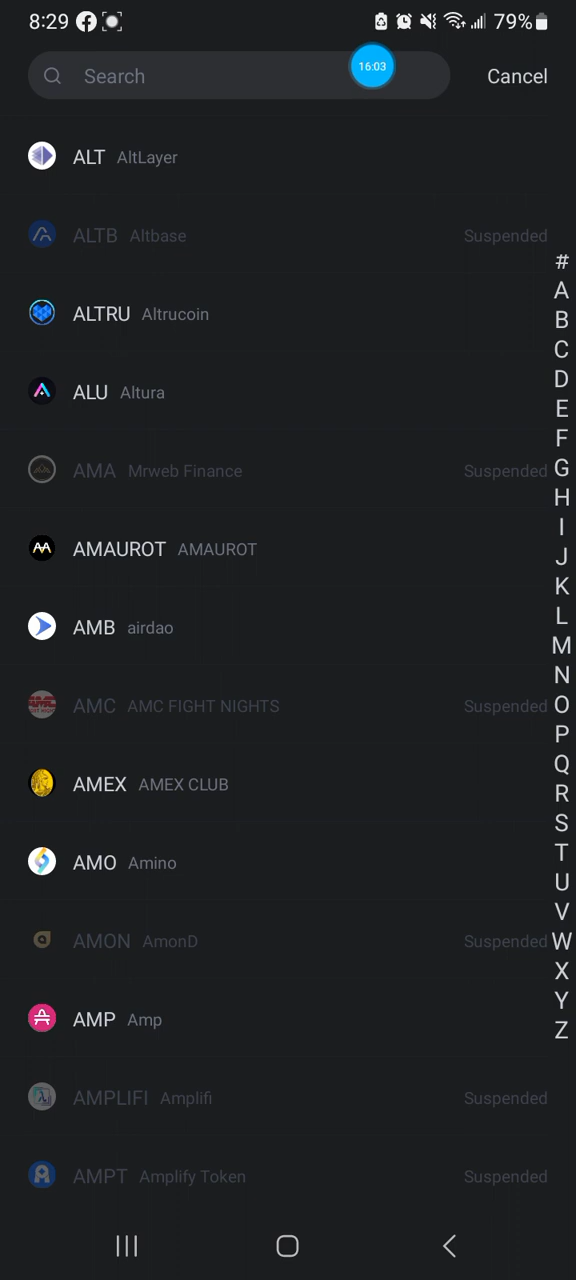 8:29 79%
Search 16:03 Cancel
ALT AltLayer
ALTB Altbase Suspended
ALTRU Altrucoin
ALU Altura
AMA Mrweb Finance Suspended
AMAUROT AMAUROT
AMB airdao
AMC AMC FIGHT NIGHTS Suspended
AMEX AMEX CLUB
AMO Amino
AMON AmonD Suspended
AMP Amp
AMPLIFI Amplifi Suspended
AMPT Amplify Token Suspended
#
A
B
C
D
E
F
G
H
I
J
K
L
M
N
O
P
Q
R
S
T
U
V
W
X
Y
Z